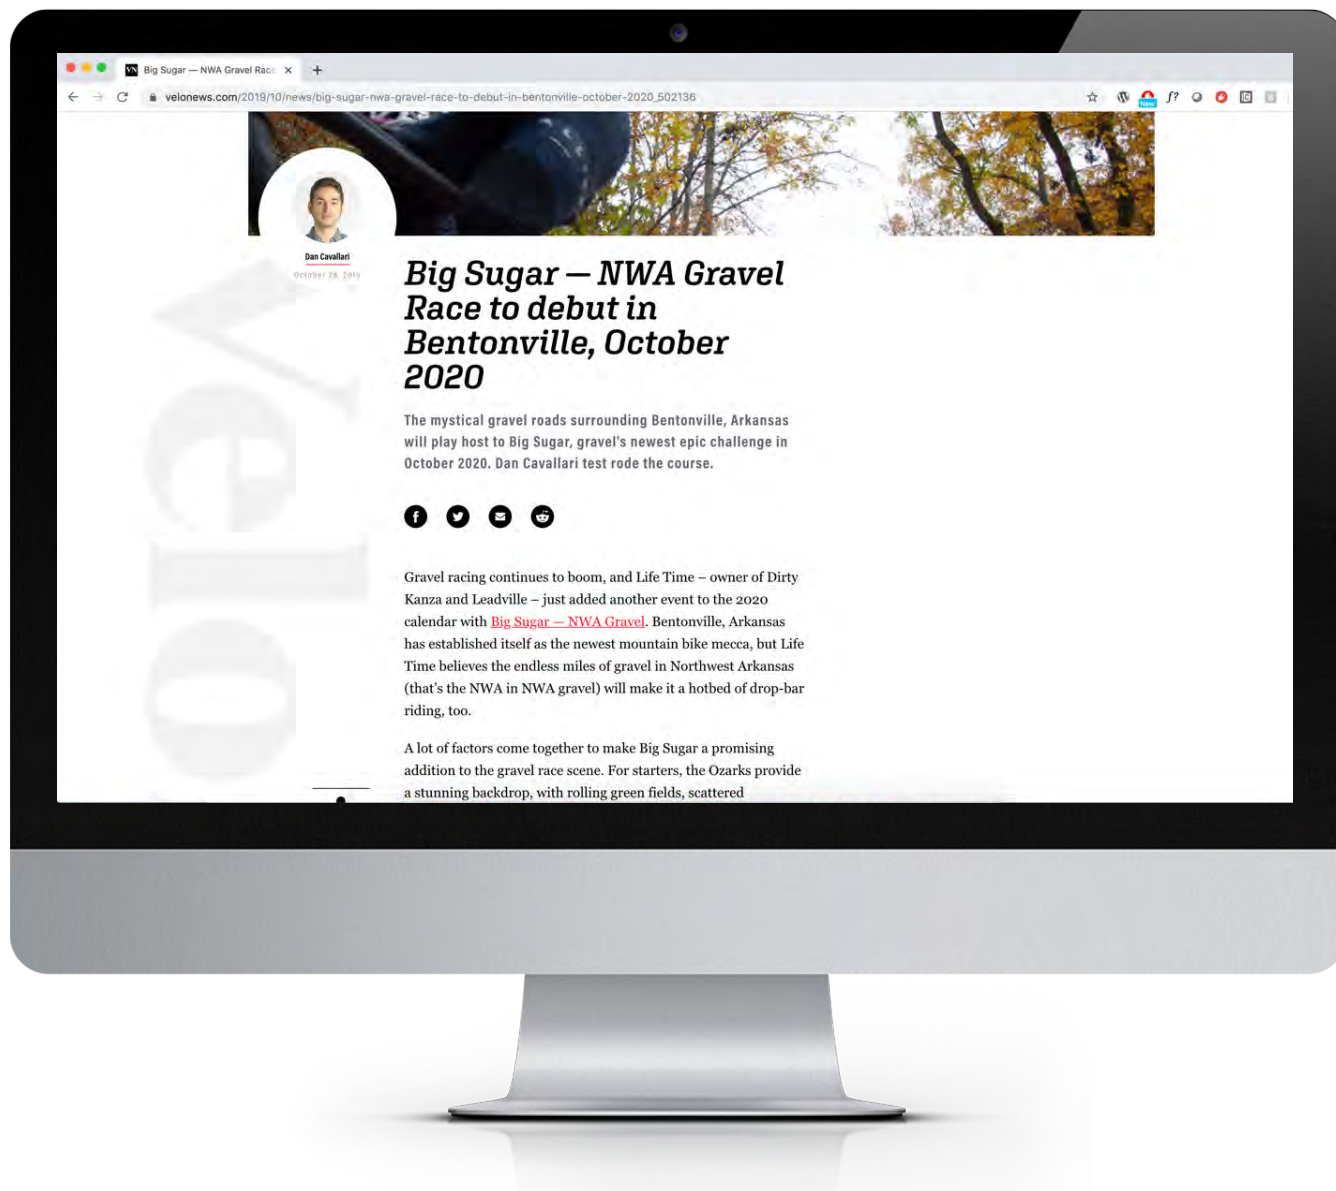 VN Big Sugar — NWA Gravel Race
velonews.com/2019/10/news/big-sugar-nwa-gravel-race-to-debut-in-bentonville-october-2020_502136
New
f?
Dan Cavallari
October 28, 2019
Velo
Big Sugar — NWA Gravel
Race to debut in
Bentonville, October
2020
The mystical gravel roads surrounding Bentonville, Arkansas
will play host to Big Sugar, gravel's newest epic challenge in
October 2020. Dan Cavallari test rode the course.
Gravel racing continues to boom, and Life Time – owner of Dirty
Kanza and Leadville – just added another event to the 2020
calendar with Big Sugar — NWA Gravel. Bentonville, Arkansas
has established itself as the newest mountain bike mecca, but Life
Time believes the endless miles of gravel in Northwest Arkansas
(that's the NWA in NWA gravel) will make it a hotbed of drop-bar
riding, too.
A lot of factors come together to make Big Sugar a promising
addition to the gravel race scene. For starters, the Ozarks provide
a stunning backdrop, with rolling green fields, scattered